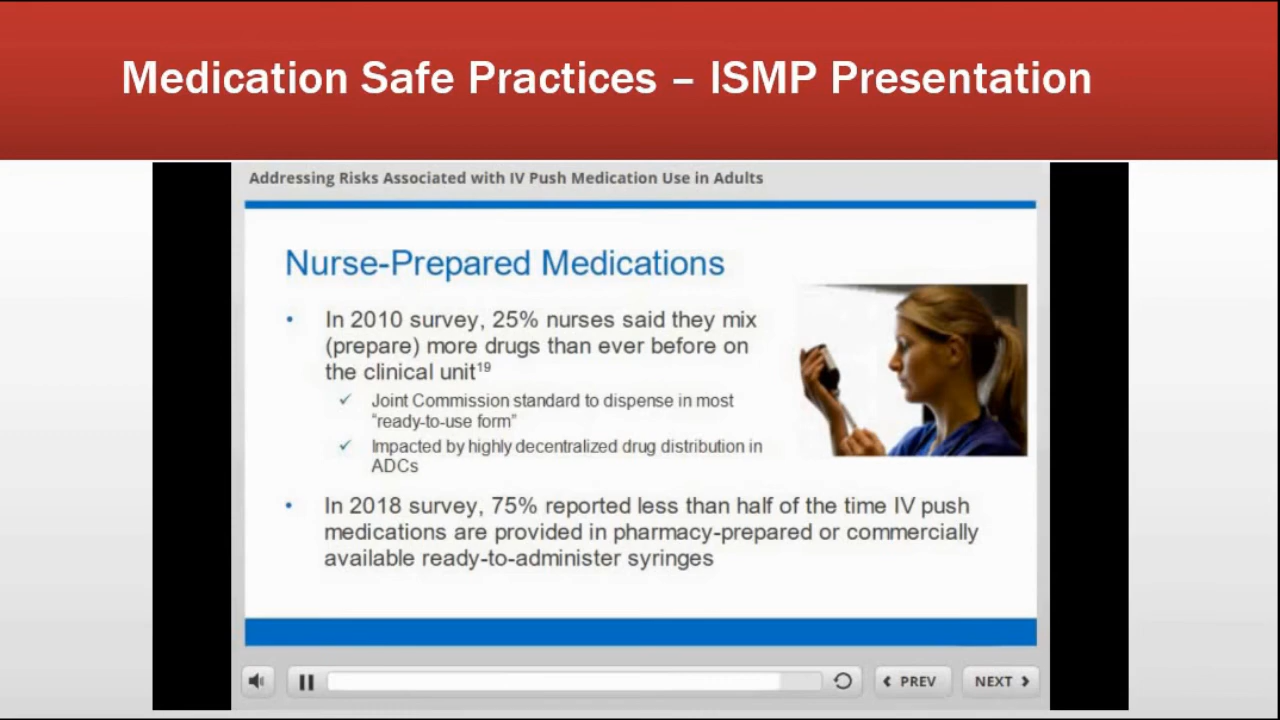 Medication Safe Practices – ISMP Presentation
Addressing Risks Associated with IV Push Medication Use in Adults
Nurse-Prepared Medications
• In 2010 survey, 25% nurses said they mix
(prepare) more drugs than ever before on
the clinical unit19
✓ Joint Commission standard to dispense in most
“ready-to-use form”
✓ Impacted by highly decentralized drug distribution in
ADCs
• In 2018 survey, 75% reported less than half of the time IV push
medications are provided in pharmacy-prepared or commercially
available ready-to-administer syringes
PREV
NEXT